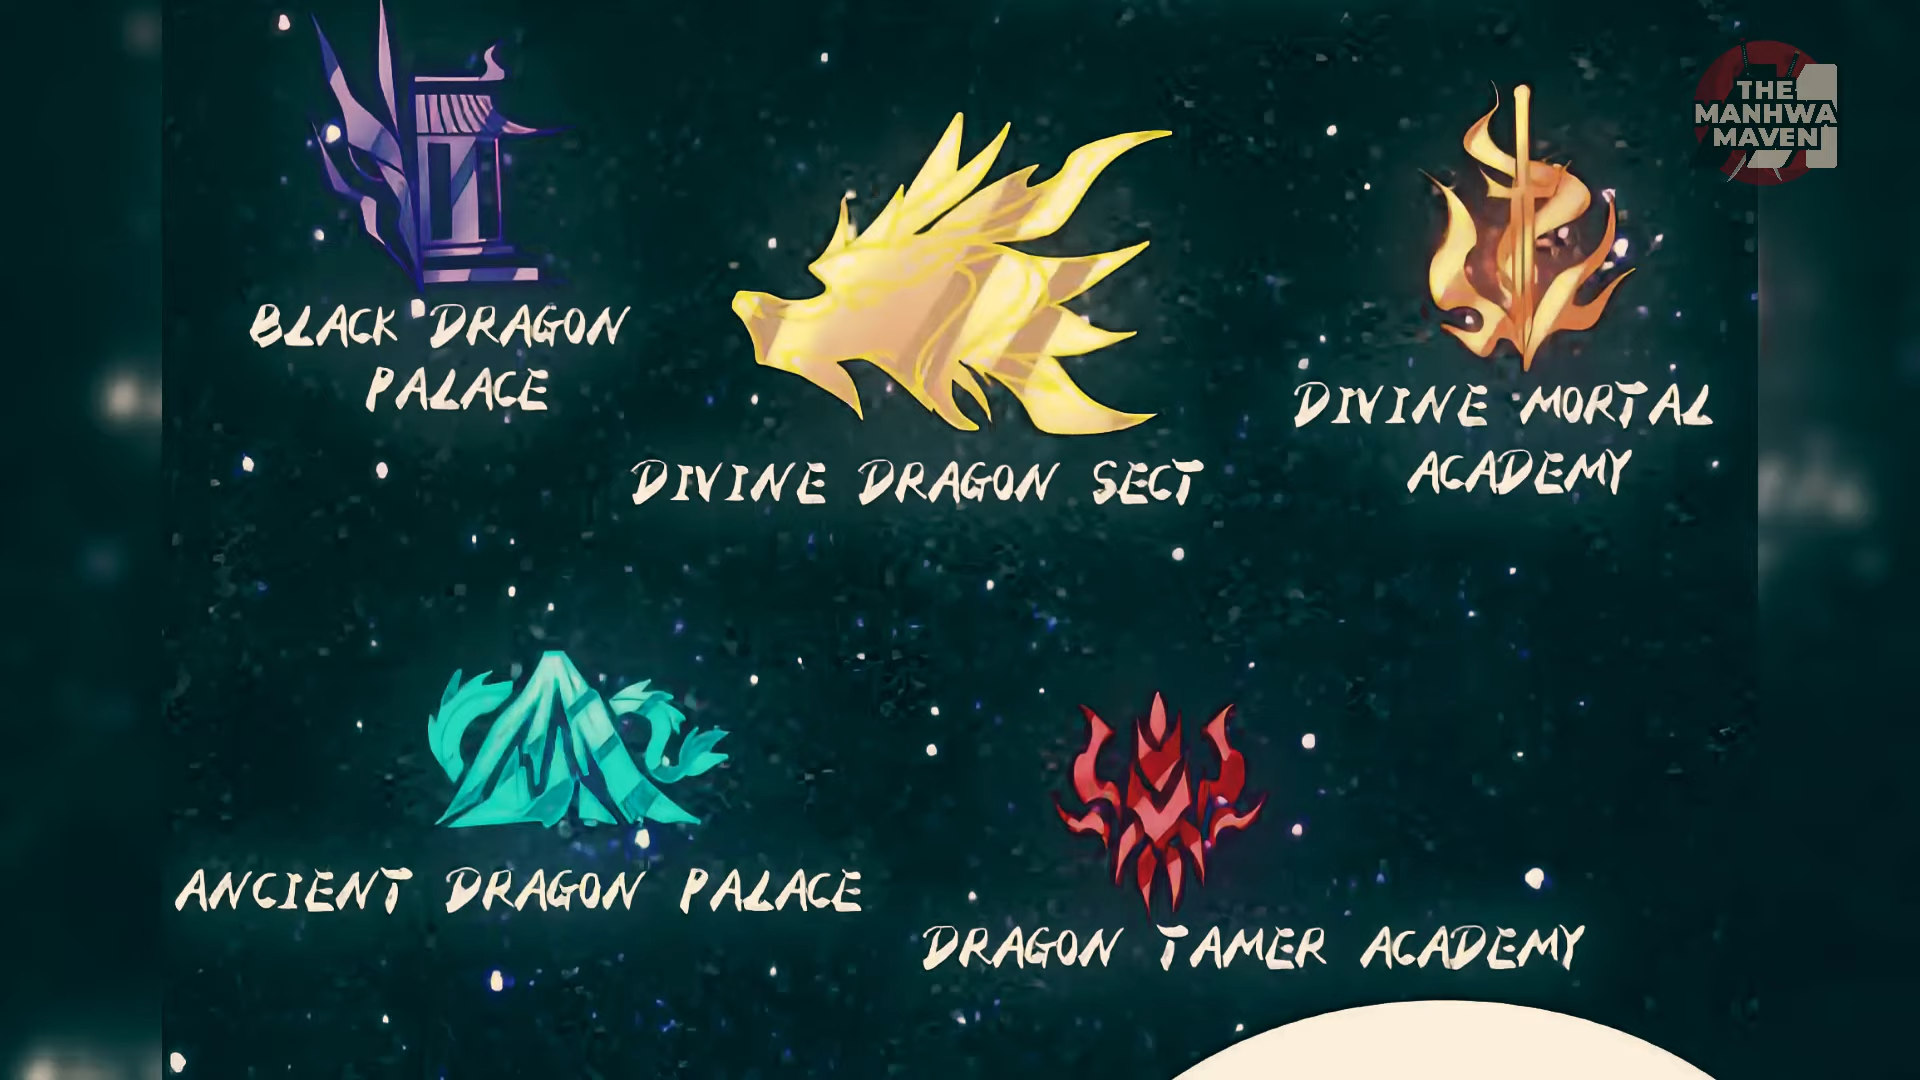 THE
MANHWA
MAVEN
BLACK DRAGON
PALACE
DIVINE DRAGON SECT
DIVINE MORTAL
ACADEMY
ANCIENT DRAGON PALACE
DRAGON TAMER ACADEMY